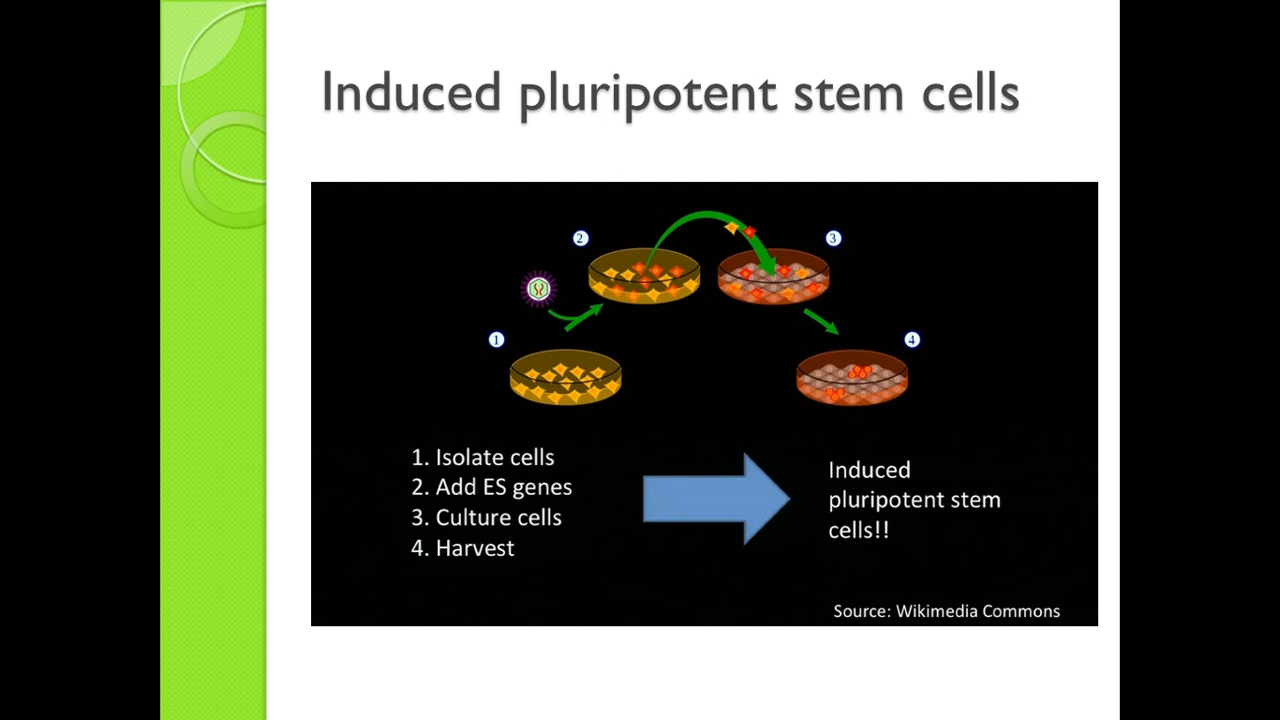 Induced pluripotent stem cells
2
3
1
4
1. Isolate cells
2. Add ES genes
3. Culture cells
4. Harvest
Induced
pluripotent stem
cells!!
Source: Wikimedia Commons